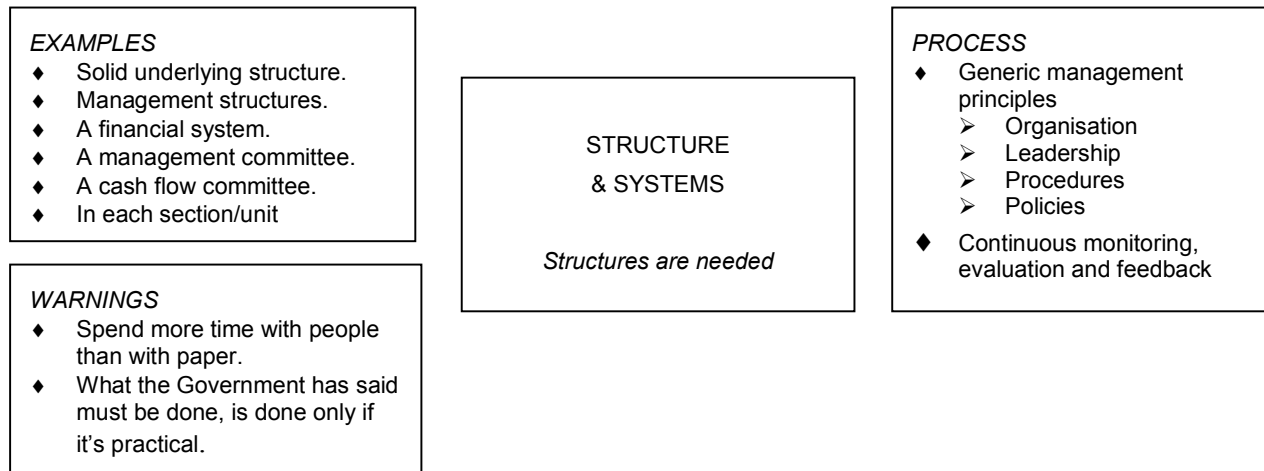 EXAMPLES
♦ Solid underlying structure.
♦ Management structures.
♦ A financial system.
♦ A management committee.
♦ A cash flow committee.
♦ In each section/unit
WARNINGS
♦ Spend more time with people
than with paper.
♦ What the Government has said
must be done, is done only if
it's practical.
STRUCTURE
& SYSTEMS
Structures are needed
PROCESS
♦ Generic management
principles
➢ Organisation
➢ Leadership
➢ Procedures
➢ Policies
♦ Continuous monitoring,
evaluation and feedback